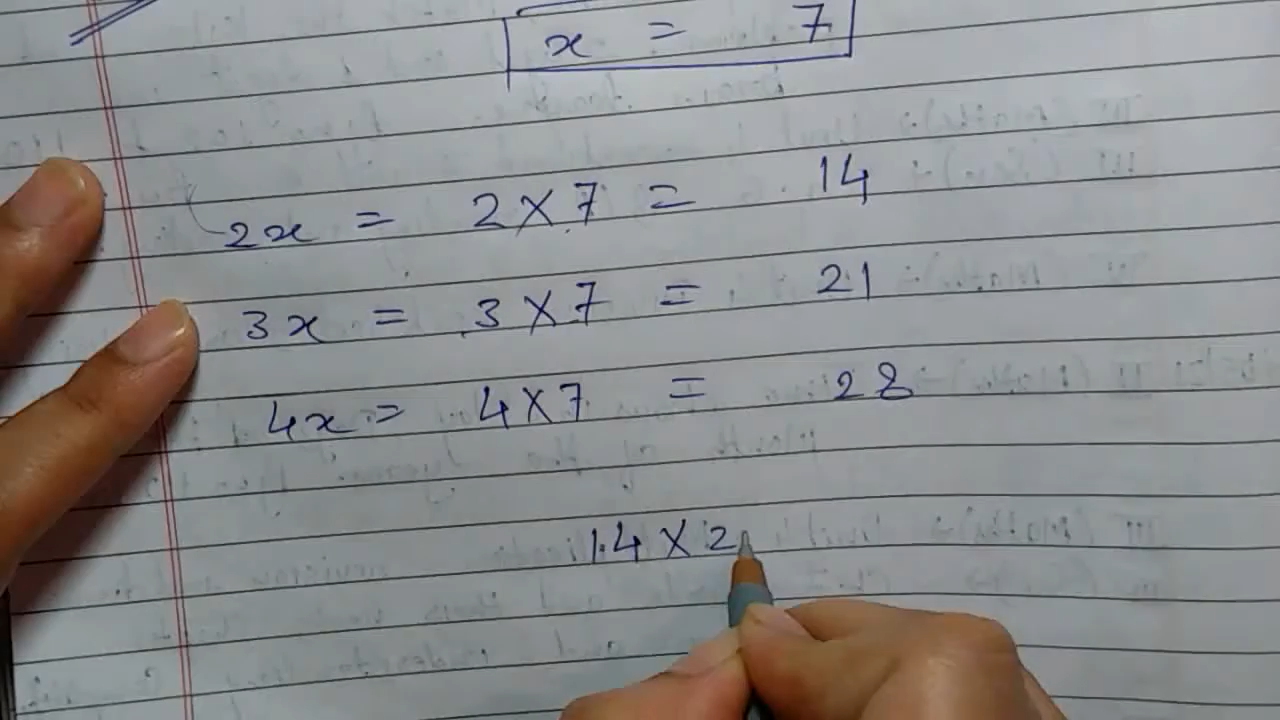 x = 7
2x = 2×7 = 14
3x = 3×7 = 21
4x = 4×7 = 28
14×2